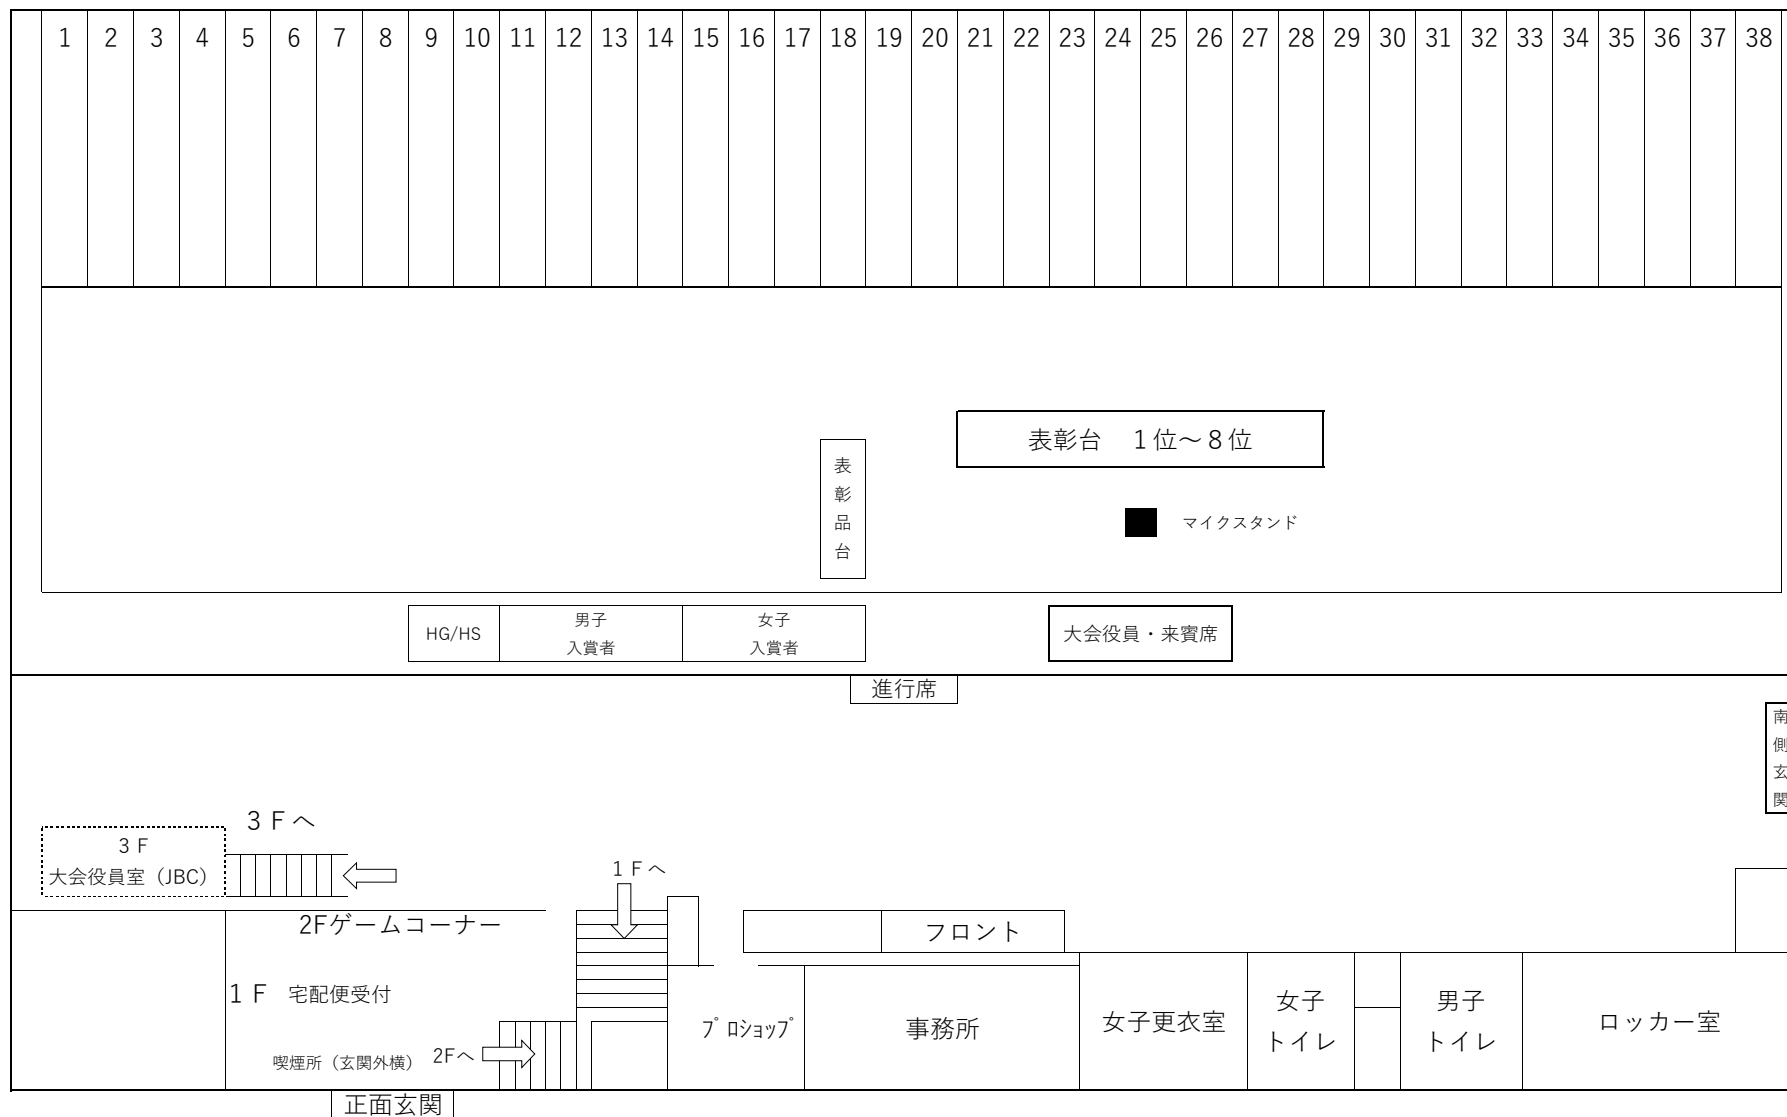 1 2 3 4 5 6 7 8 9 10 11 12 13 14 15 16 17 18 19 20 21 22 23 24 25 26 27 28 29 30 31 32 33 34 35 36 37 38
表彰台　１位～８位
表
彰
品
台
マイクスタンド
HG/HS
男子
入賞者
女子
入賞者
大会役員・来賓席
進行席
南
側
玄
関
３Ｆへ
３Ｆ
大会役員室（JBC）
１Ｆへ
2Fゲームコーナー
フロント
１Ｆ　宅配便受付
ﾌﾟﾛｼｮｯﾌﾟ
事務所
女子更衣室
女子
トイレ
男子
トイレ
ロッカー室
喫煙所（玄関外横）
2Fへ
正面玄関